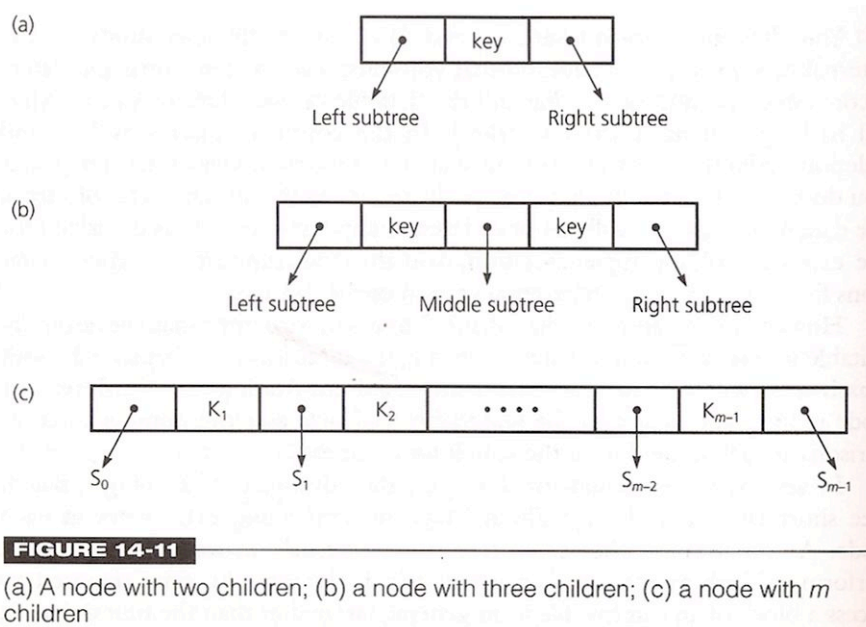 (a)
key
Left subtree Right subtree
(b)
key key
Left subtree Middle subtree Right subtree
(c)
K₁ K₂ • • • • Kₘ₋₁
S₀ S₁ Sₘ₋₂ Sₘ₋₁
FIGURE 14-11
(a) A node with two children; (b) a node with three children; (c) a node with m
children